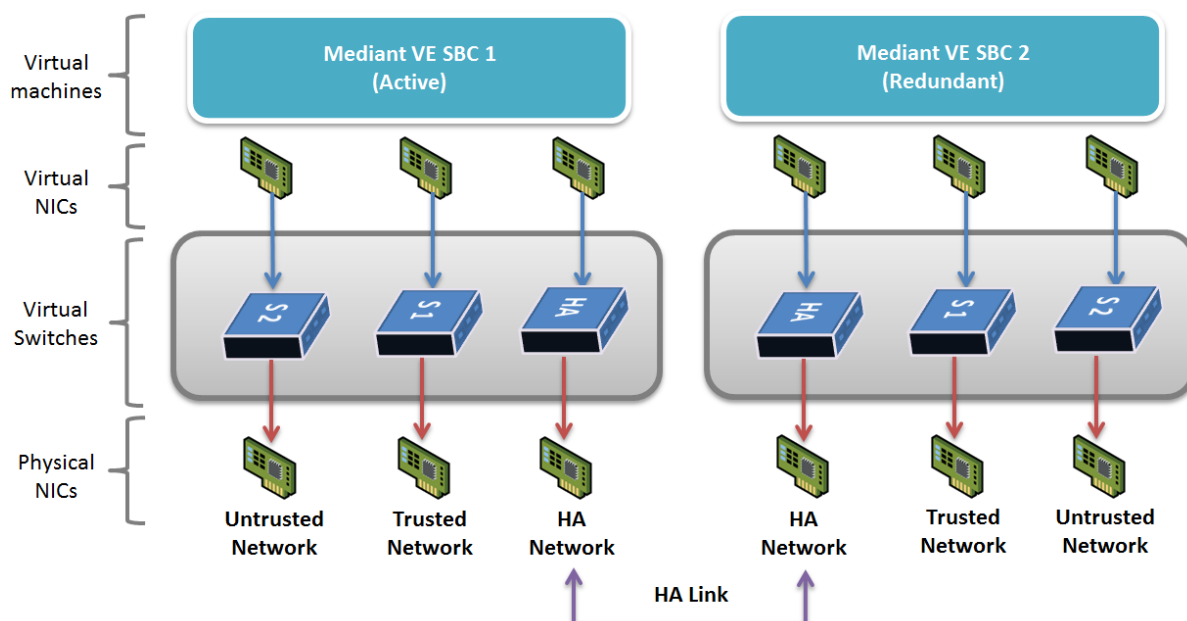 Virtual
machines
Mediant VE SBC 1
(Active)
Mediant VE SBC 2
(Redundant)
Virtual
NICs
Virtual
Switches
S2
S1
HA
HA
S1
S2
Physical
NICs
Untrusted
Network
Trusted
Network
HA
Network
HA
Network
Trusted
Network
Untrusted
Network
HA Link